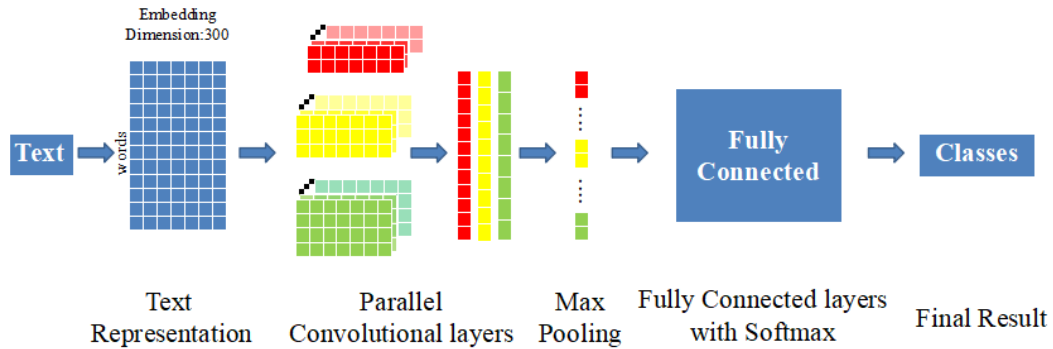 Embedding
Dimension:300
Text
words
Fully
Connected
Classes
Text
Representation
Parallel
Convolutional layers
Max
Pooling
Fully Connected layers
with Softmax
Final Result